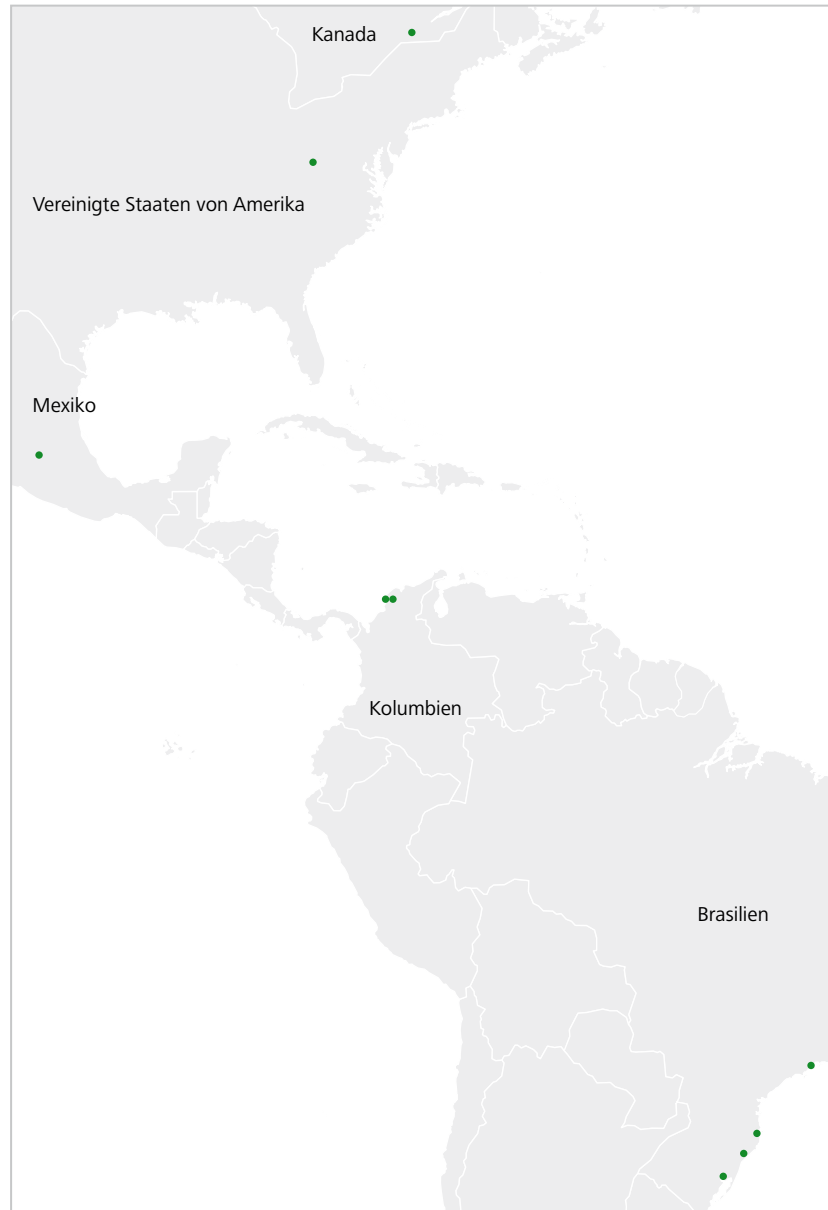 Kanada
Vereinigte Staaten von Amerika
Mexiko
Kolumbien
Brasilien